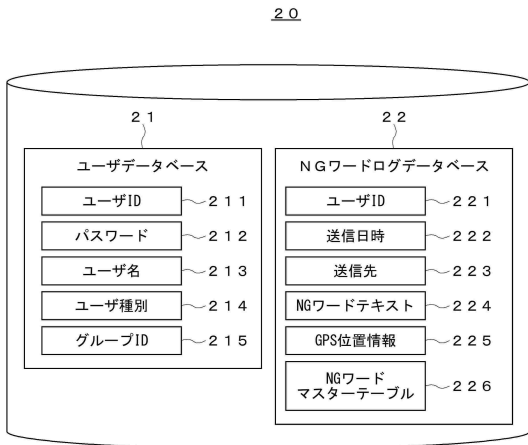 ２０
２１
ユーザデータベース
ユーザID
２１１
パスワード
２１２
ユーザ名
２１３
ユーザ種別
２１４
グループID
２１５
２２
ＮＧワードログデータベース
ユーザID
２２１
送信日時
２２２
送信先
２２３
NGワードテキスト
２２４
GPS位置情報
２２５
NGワード
マスターテーブル
２２６